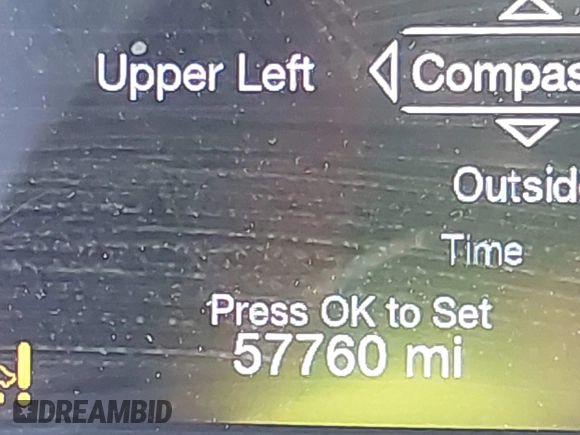 Upper Left
Compas
Outsid
Time
Press OK to Set
57760 mi
DREAMBID